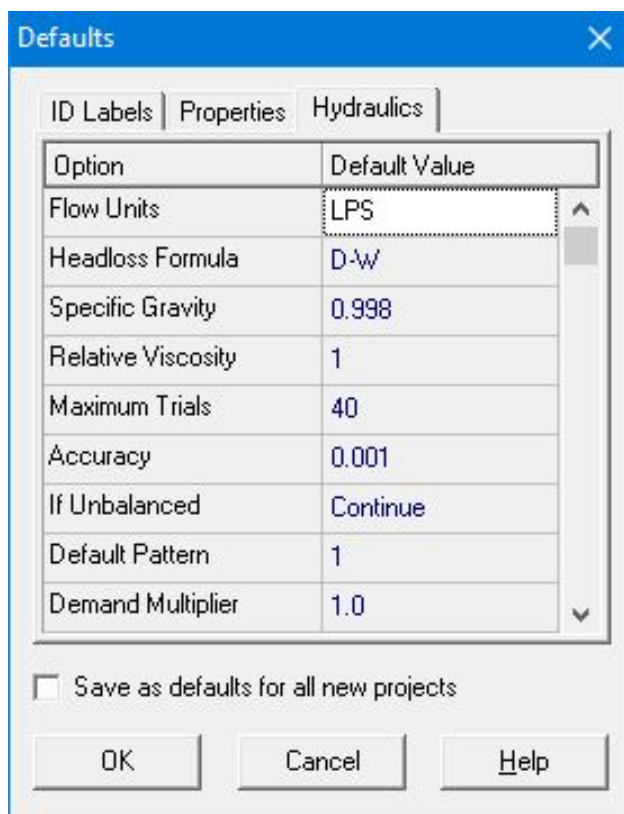 Defaults
ID Labels Properties Hydraulics
Option Default Value
Flow Units LPS
Headloss Formula D-W
Specific Gravity 0.998
Relative Viscosity 1
Maximum Trials 40
Accuracy 0.001
If Unbalanced Continue
Default Pattern 1
Demand Multiplier 1.0
Save as defaults for all new projects
OK Cancel Help